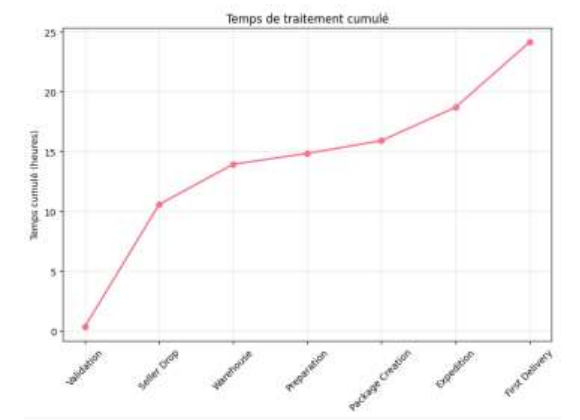 Temps de traitement cumulé
Temps cumulé (heures)
25
20
15
10
5
0
Validation
Seller Drop
Warehouse
Preparation
Package Creation
Expedition
First Delivery